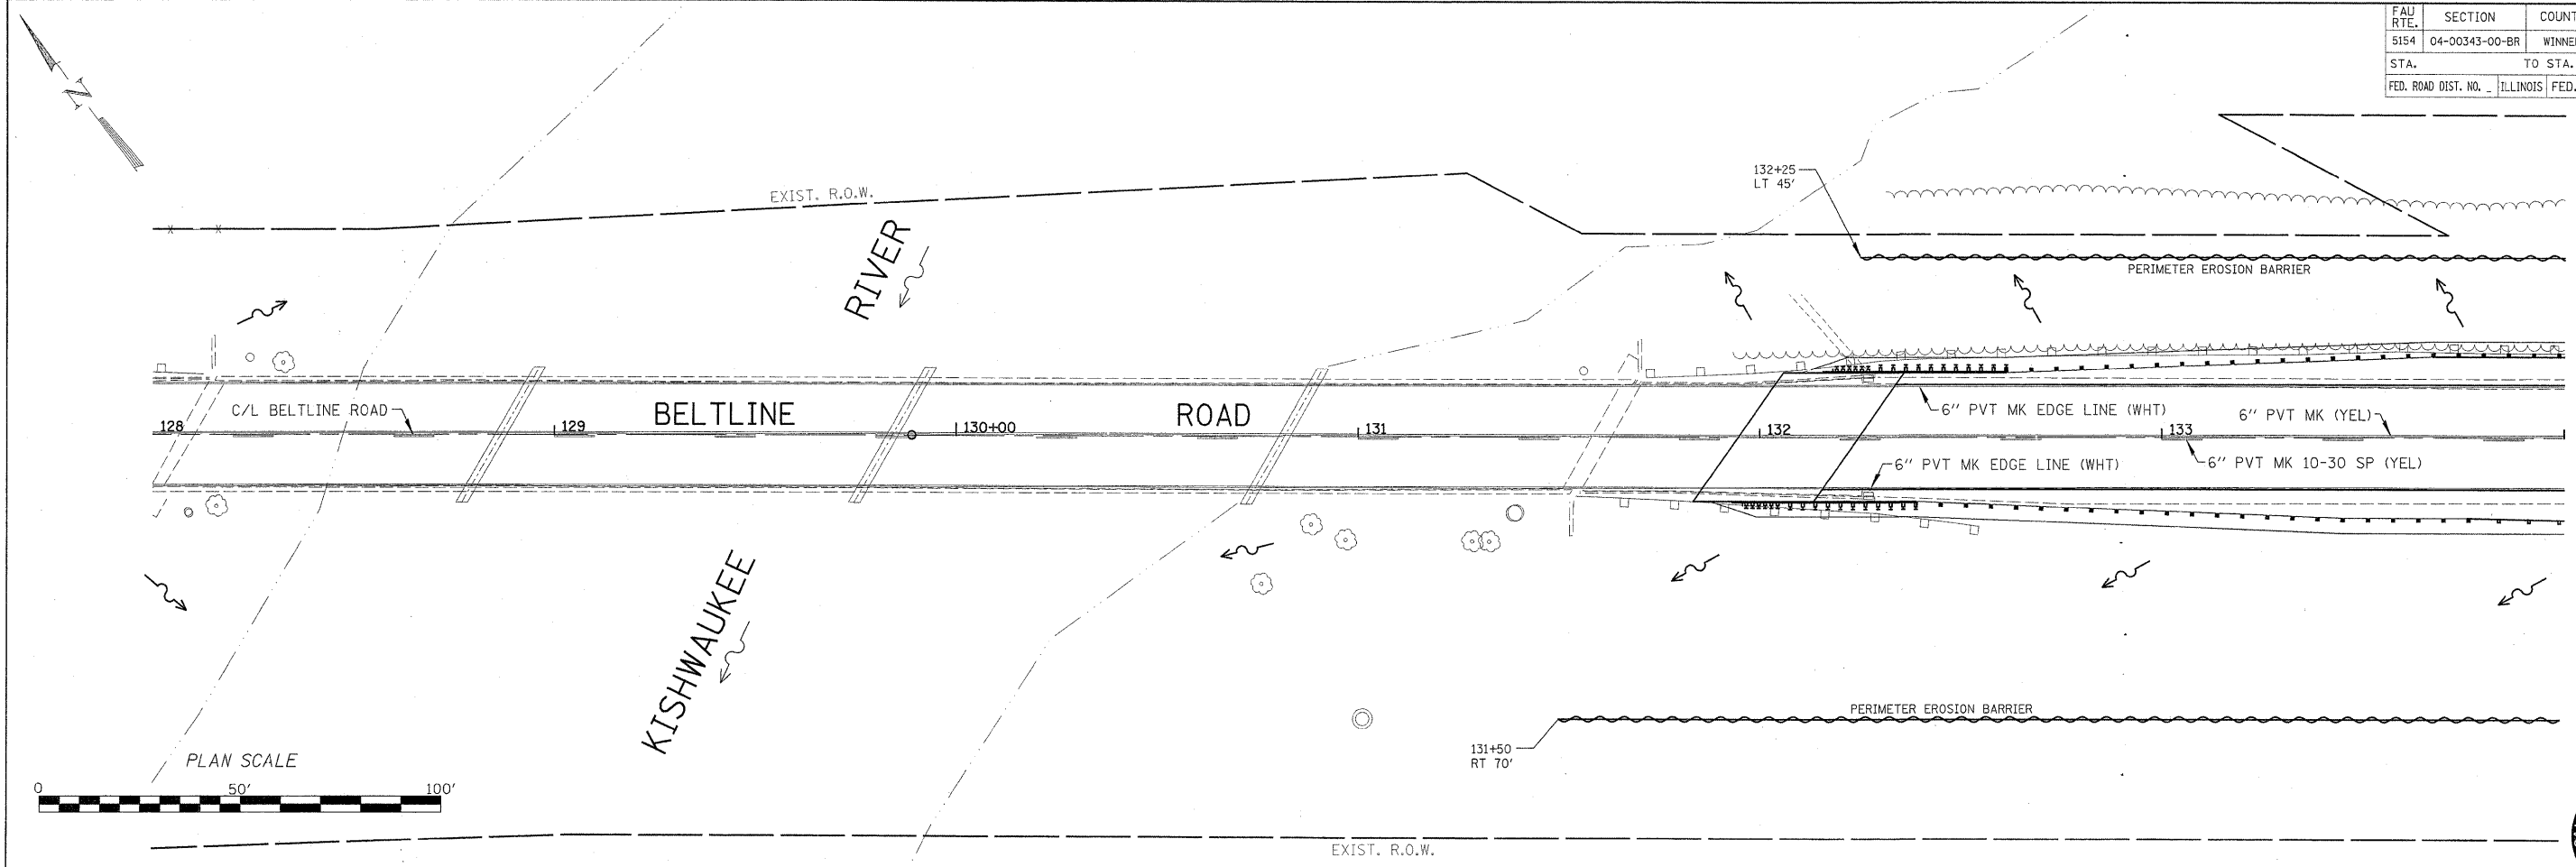 FAU RTE. SECTION COUNT
5154 04-00343-00-BR WINNE
STA. TO STA.
FED. ROAD DIST. NO. _ ILLINOIS FED.
N
132+25
LT 45'
EXIST. R.O.W.
RIVER
PERIMETER EROSION BARRIER
C/L BELTLINE ROAD
BELTLINE ROAD
6" PVT MK EDGE LINE (WHT)
6" PVT MK (YEL)
128 129 130+00 131 132 133
6" PVT MK EDGE LINE (WHT)
6" PVT MK 10-30 SP (YEL)
KISHWAUKEE
PERIMETER EROSION BARRIER
131+50
RT 70'
PLAN SCALE
0 50' 100'
EXIST. R.O.W.